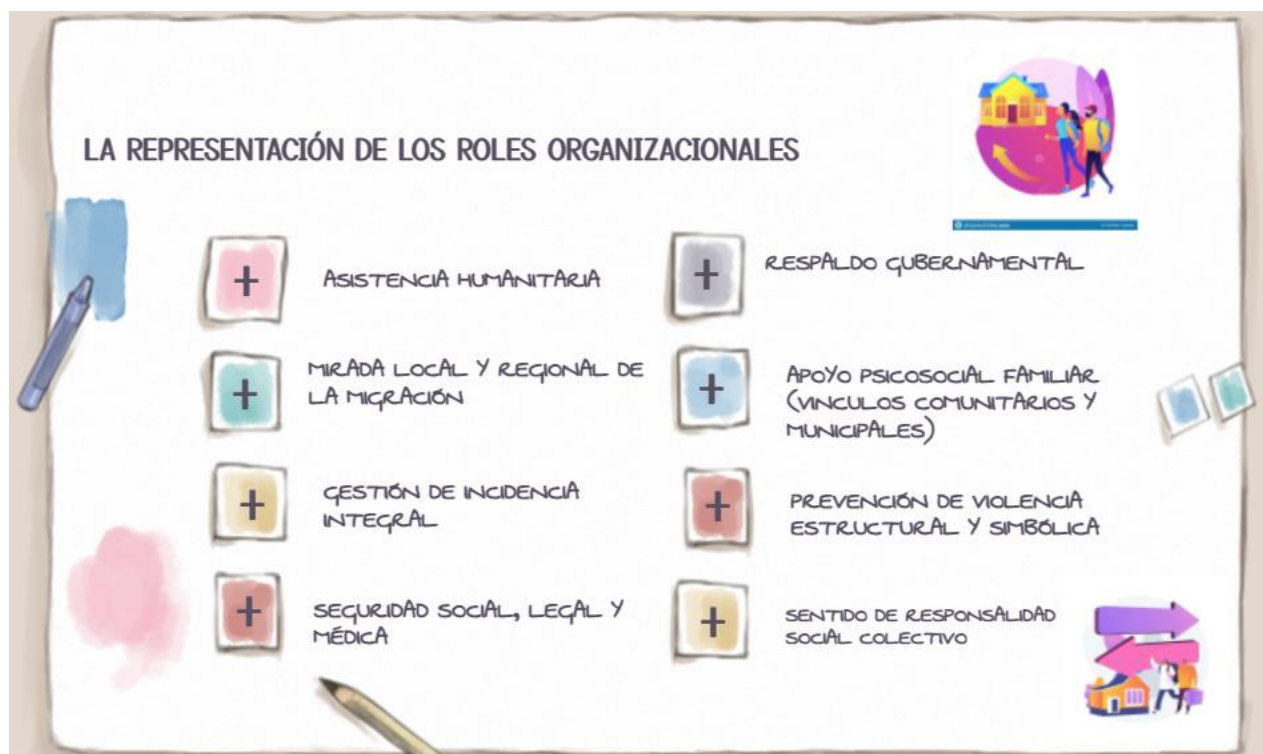 LA REPRESENTACIÓN DE LOS ROLES ORGANIZACIONALES
+
ASISTENCIA HUMANITARIA
+
MIRADA LOCAL Y REGIONAL DE
LA MIGRACIÓN
+
GESTIÓN DE INCIDENCIA
INTEGRAL
+
SEGURIDAD SOCIAL, LEGAL Y
MÉDICA
+
RESPALDO GUBERNAMENTAL
+
APOYO PSICOSOCIAL FAMILIAR
(VINCULOS COMUNITARIOS Y
MUNICIPALES)
+
PREVENCIÓN DE VIOLENCIA
ESTRUCTURAL Y SIMBÓLICA
+
SENTIDO DE RESPONSALIDAD
SOCIAL COLECTIVO